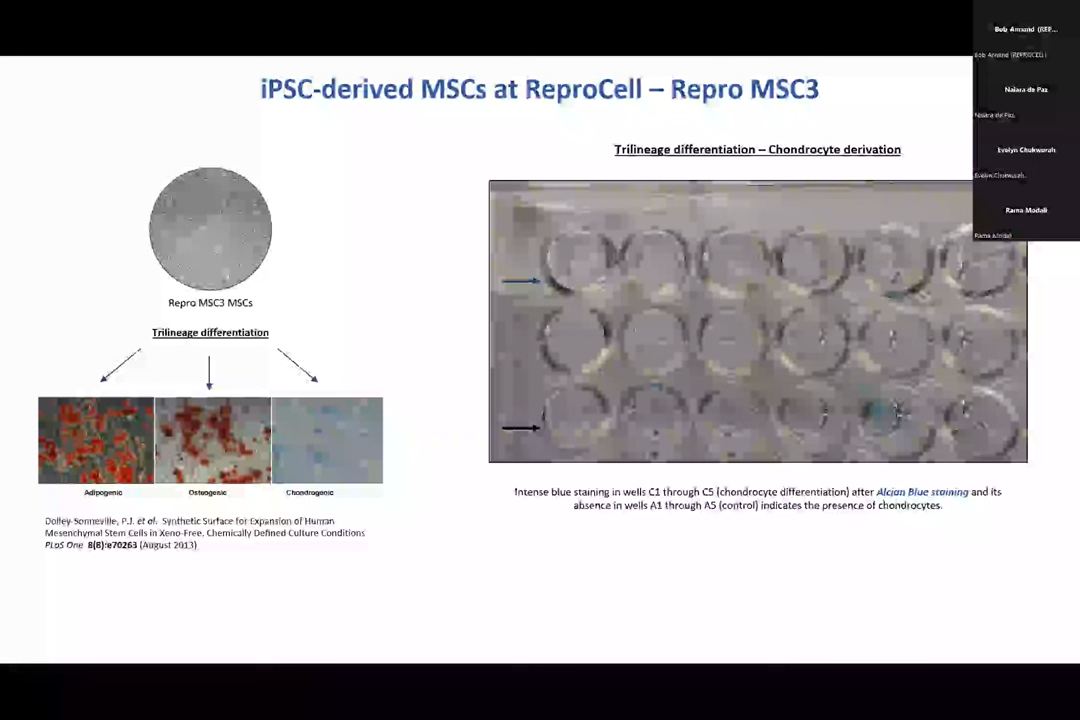 iPSC-derived MSCs at ReproCell – Repro MSC3
Trilineage differentiation – Chondrocyte derivation
Repro MSC3 MSCs
Trilineage differentiation
Adipogenic
Osteogenic
Chondrogenic
Dolley-Sonneville, P.J. et al. Synthetic Surface for Expansion of Human
Mesenchymal Stem Cells in Xeno-Free, Chemically Defined Culture Conditions
PLoS One 8(8):e70263 (August 2013)
Intense blue staining in wells C1 through C5 (chondrocyte differentiation) after Alcian Blue staining and its
absence in wells A1 through A5 (control) indicates the presence of chondrocytes.
Bob Annand (REP...
Bob Annand (REPROCELL)
Naiara de Paz
Naiara de Paz
Evelyn Chukwurah
Evelyn Chukwurah
Rama Modali
Rama Modali